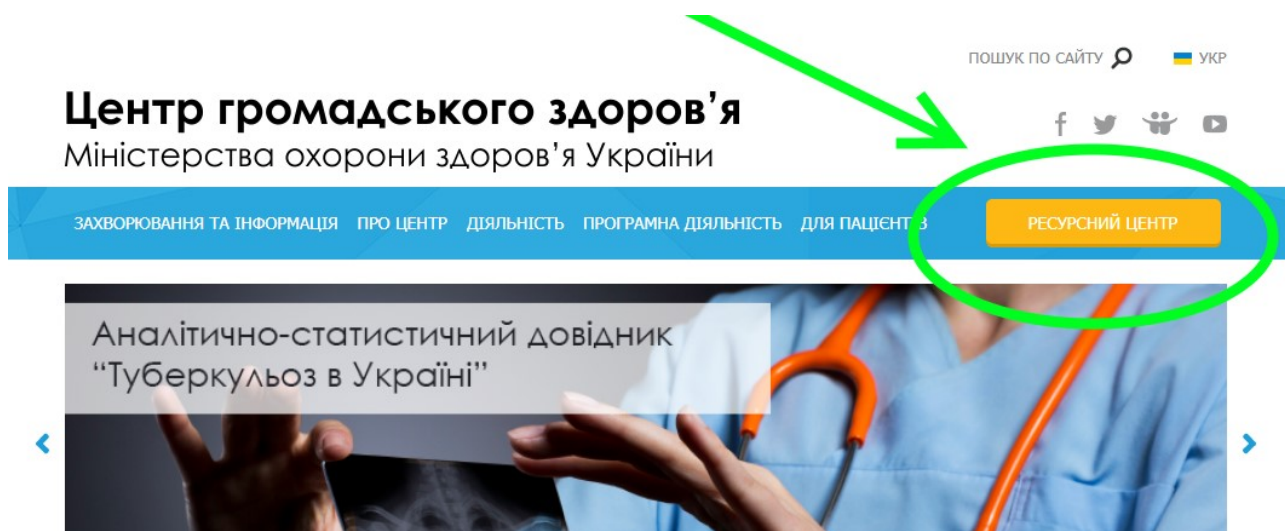 ПОШУК ПО САЙТУ УКР
Центр громадського здоров’я
Міністерства охорони здоров’я України
ЗАХВОРЮВАННЯ ТА ІНФОРМАЦІЯ ПРО ЦЕНТР ДІЯЛЬНІСТЬ ПРОГРАМНА ДІЯЛЬНІСТЬ ДЛЯ ПАЦІЄНТІВ РЕСУРСНИЙ ЦЕНТР
Аналітично-статистичний довідник
“Туберкульоз в Україні”